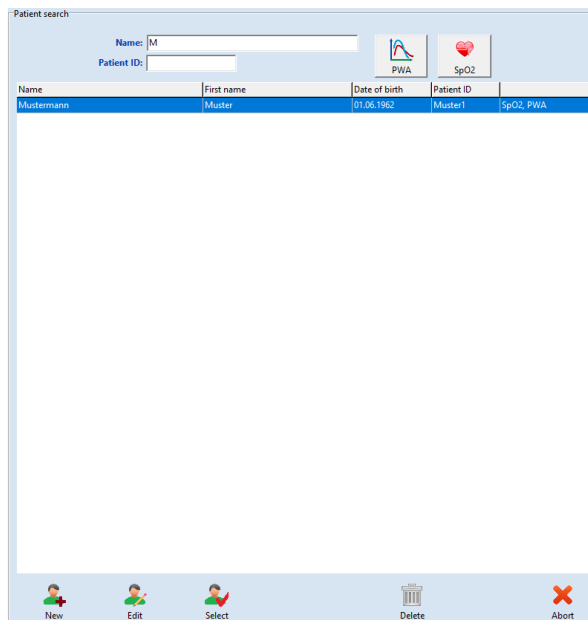 Patient search
Name: M
Patient ID:
PWA SpO2
Name First name Date of birth Patient ID
Mustermann Muster 01.06.1962 Muster1 SpO2, PWA
New Edit Select Delete Abort